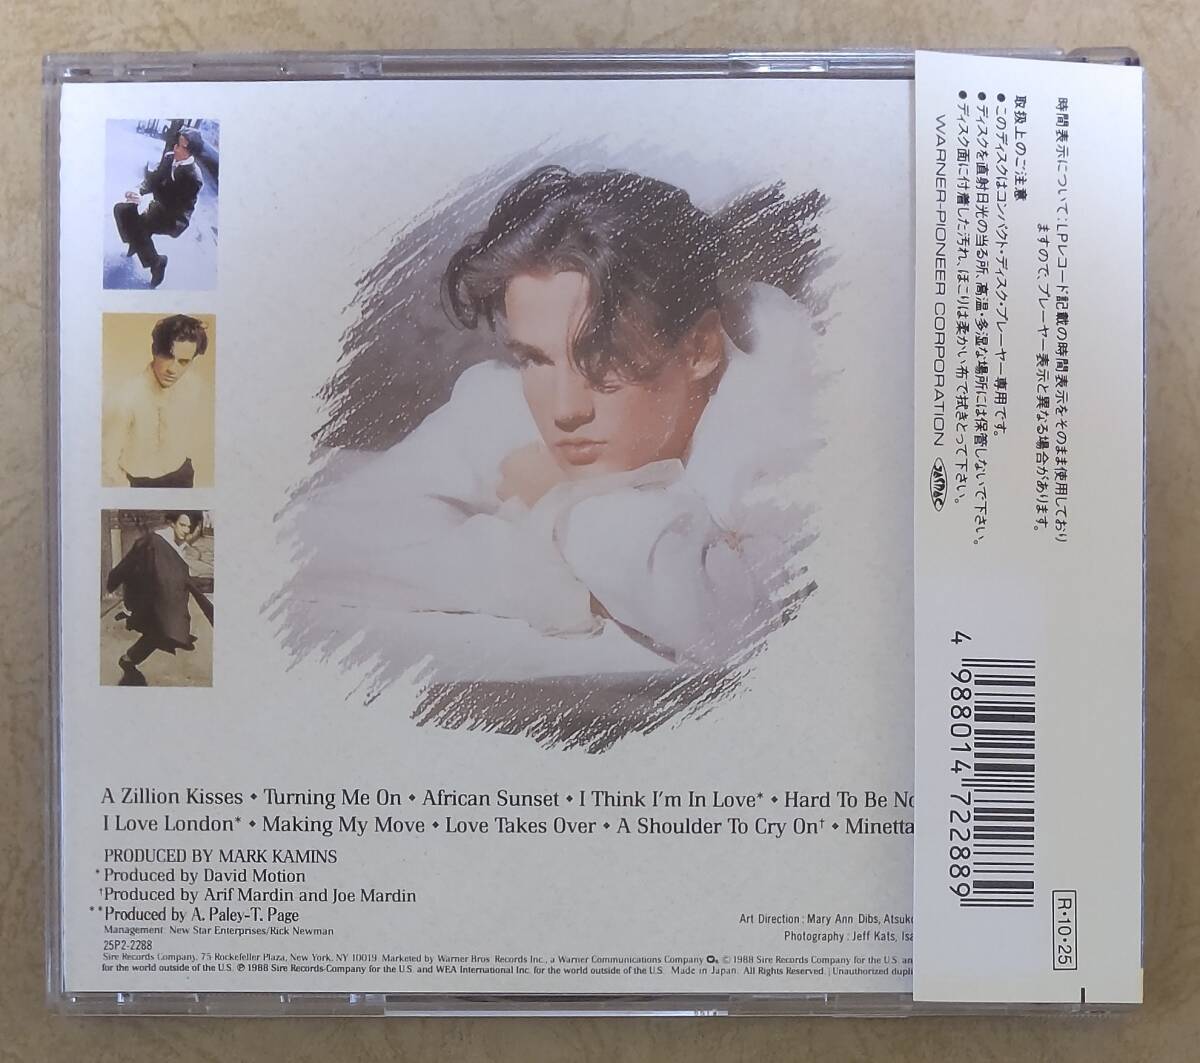 A Zillion Kisses • Turning Me On • African Sunset • I Think I'm In Love* • Hard To Be
I Love London* • Making My Move • Love Takes Over • A Shoulder To Cry On† • Minetta
PRODUCED BY MARK KAMINS
*Produced by David Motion
†Produced by Arif Mardin and Joe Mardin
**Produced by A. Paley-T. Page
Management: New Star Enterprises/Rick Newman
25P2-2288
Sire Records Company, 75 Rockefeller Plaza, New York, NY 10019. Marketed by Warner Bros. Records Inc., a Warner Communications Company © 1988 Sire Records Company for the U.S. and
for the world outside of the U.S. ℗ 1988 Sire Records Company for the U.S. and WEA International Inc. for the world outside of the U.S. Made in Japan. All Rights Reserved. Unauthorized
Art Direction: Mary Ann Dibs,
Photography: Jeff Kats,
時間表示について:LPレコード記載の時間表示をそのまま使用しており
ますので、プレーヤー表示と異なる場合があります。
取扱上のご注意
●このディスクはコンパクト・ディスク・プレーヤー専用です。
●ディスクを直射日光の当る所、高温・多湿な場所には保管しないで下さい。
●ディスク面に付着した汚れ、ほこりは柔かい布で拭きとって下さい。
WARNER-PIONEER CORPORATION
4 988014 722889
R・10・25